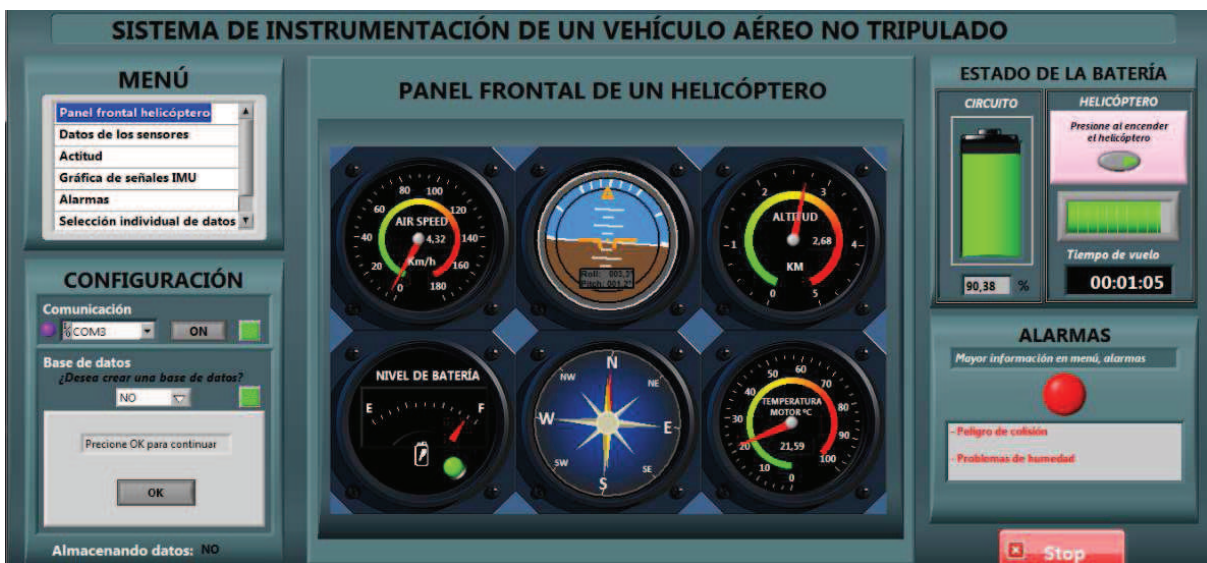 SISTEMA DE INSTRUMENTACIÓN DE UN VEHÍCULO AÉREO NO TRIPULADO
MENÚ
Panel frontal helicóptero
Datos de los sensores
Actitud
Gráfica de señales IMU
Alarmas
Selección individual de datos
CONFIGURACIÓN
Comunicación
COM3
ON
Base de datos
¿Desea crear una base de datos?
NO
Precione OK para continuar
OK
Almacenando datos: NO
PANEL FRONTAL DE UN HELICÓPTERO
0 20 40 60 80 100 120 140 160 180
AIR SPEED
4,32
Km/h
Roll: 003,3°
Pitch: 001,2°
0 1 2 3 4 5
ALTITUD
2,68
KM
NIVEL DE BATERÍA
E F
N
NW NE
W E
SW SE
S
0 10 20 30 40 50 60 70 80 90 100
TEMPERATURA
MOTOR ºC
21,59
ESTADO DE LA BATERÍA
CIRCUITO
90,38 %
HELICÓPTERO
Presione al encender
el helicóptero
Tiempo de vuelo
00:01:05
ALARMAS
Mayor información en menú, alarmas
- Peligro de colisión
- Problemas de humedad
Stop